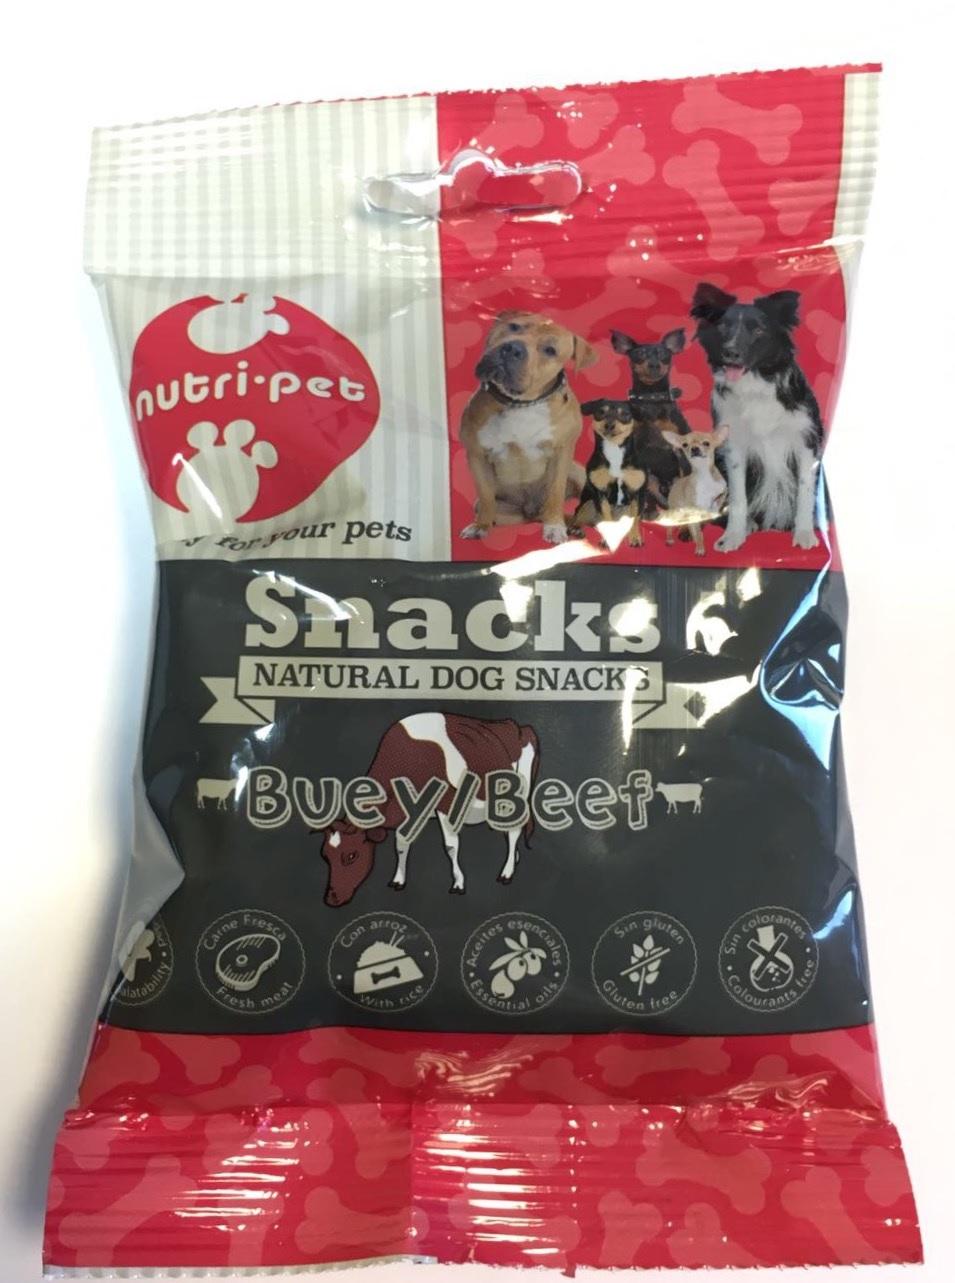 nutri·pet
for your pets
Snacks
NATURAL DOG SNACKS
Buey/Beef
Carne Fresca
Fresh meat
Con arroz
With rice
Aceites esenciales
Essential oils
Sin gluten
Gluten free
Sin colorantes
Colourants free